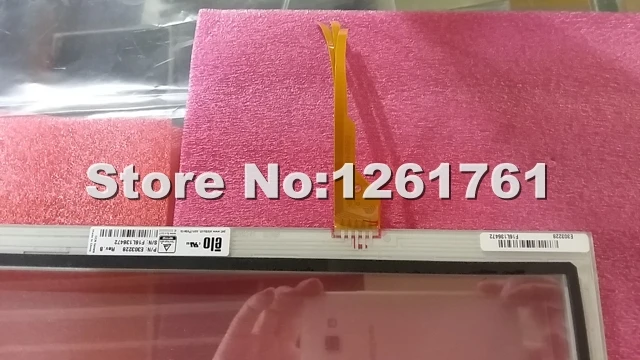 Store No:1261761
elo
P/N: E303229 Rev. B
S/N: F16L136472
E303229
F16L136472